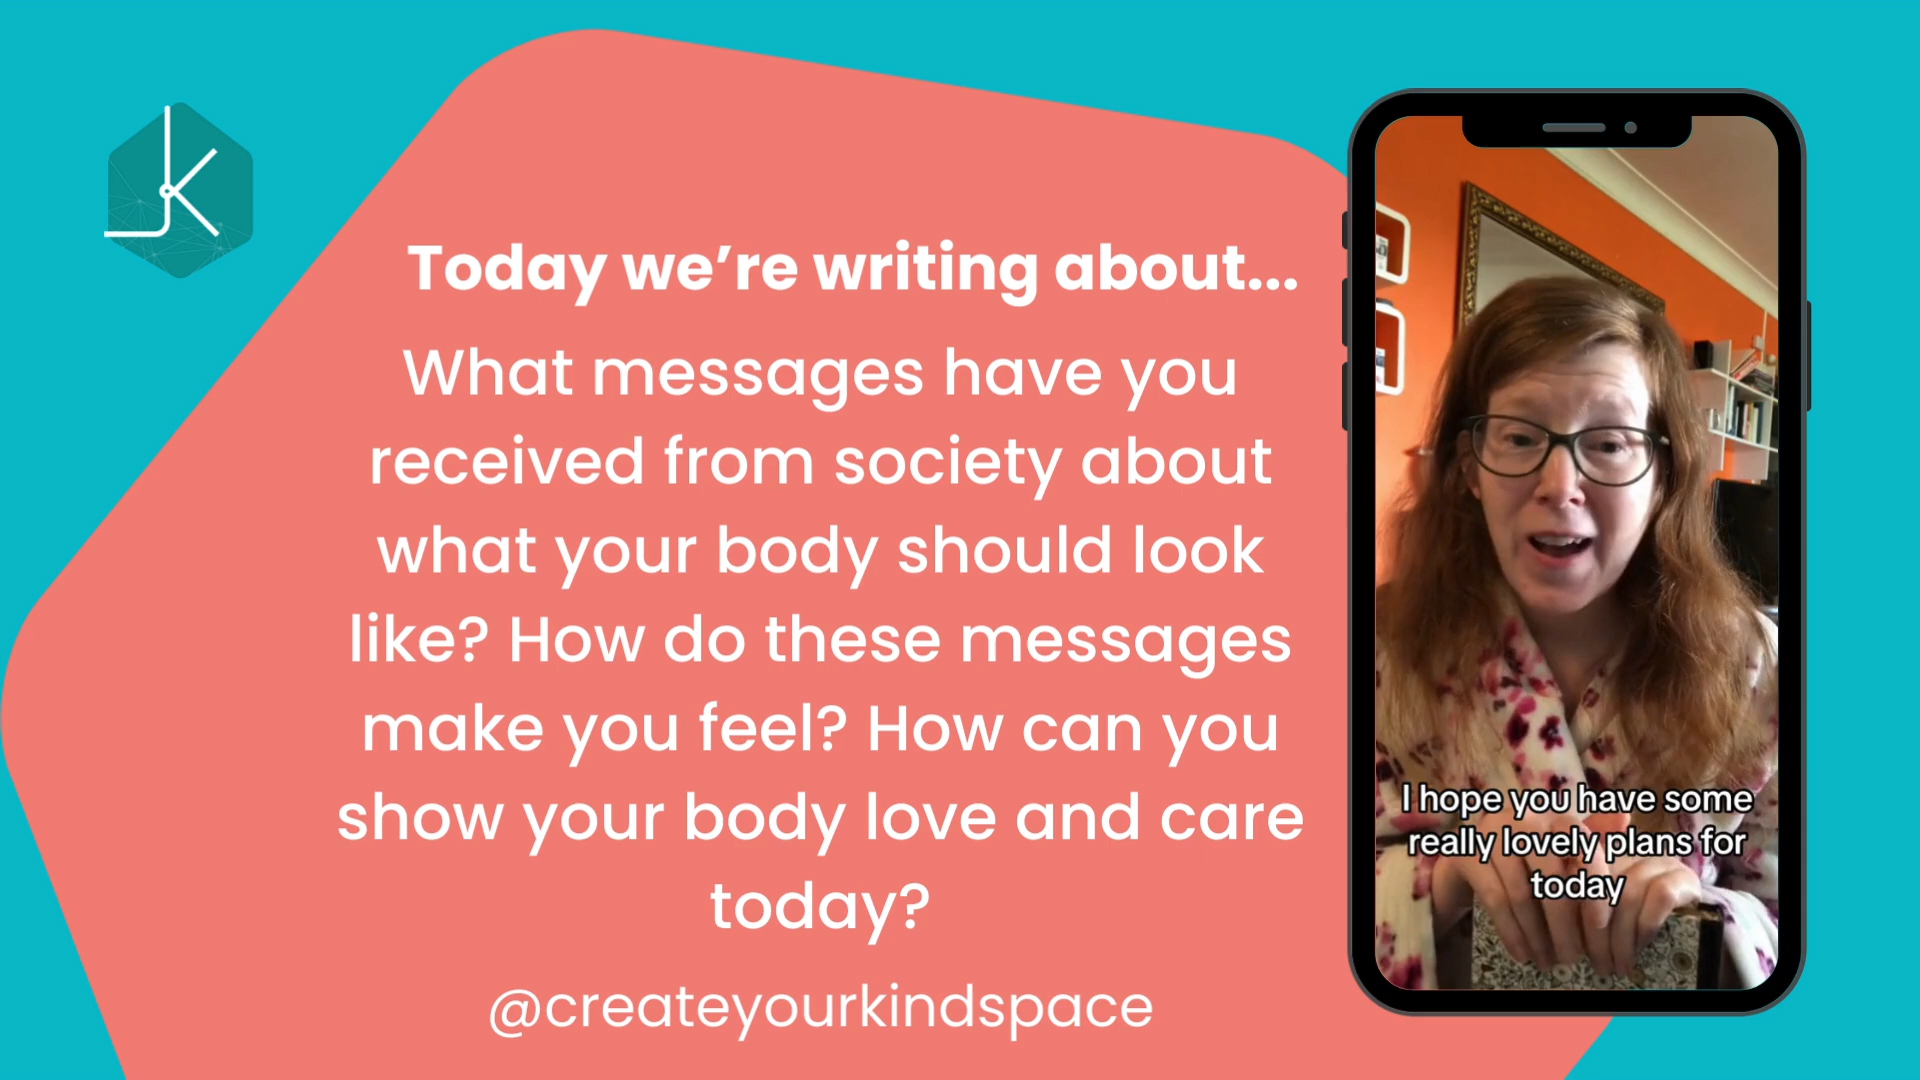 Today we’re writing about...
What messages have you
received from society about
what your body should look
like? How do these messages
make you feel? How can you
show your body love and care
today?
@createyourkindspace
I hope you have some
really lovely plans for
today